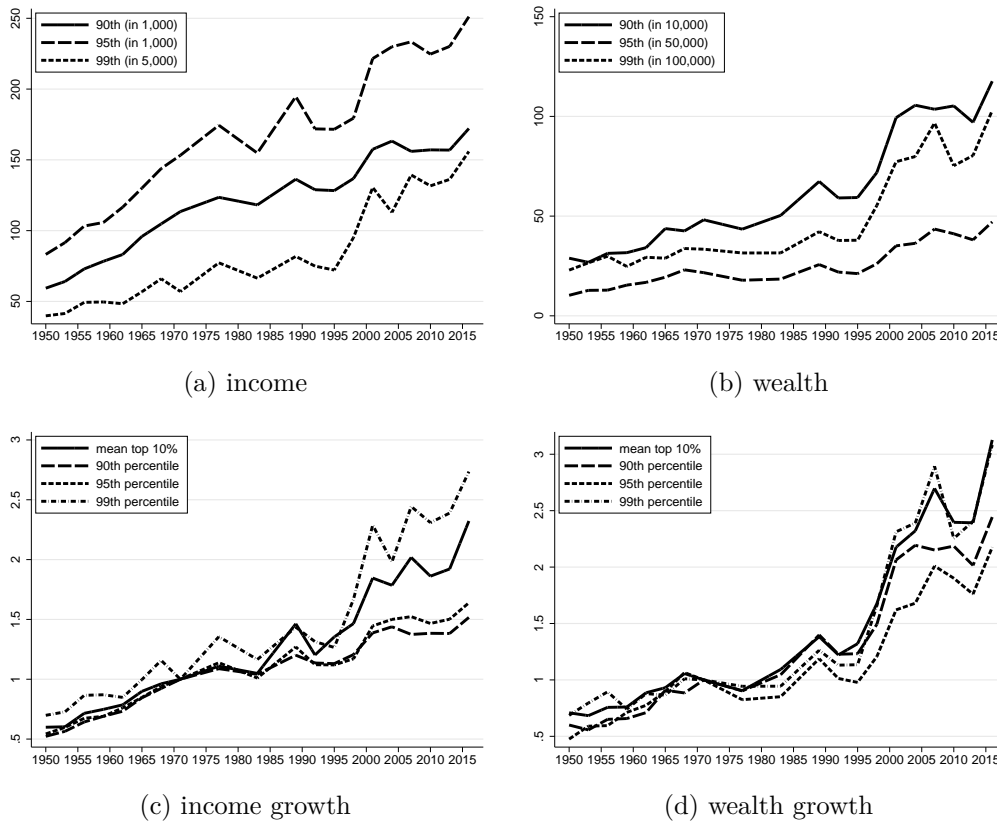 90th (in 1,000)
95th (in 1,000)
99th (in 5,000)
50 100 150 200 250
1950 1955 1960 1965 1970 1975 1980 1985 1990 1995 2000 2005 2010 2015
(a) income
90th (in 10,000)
95th (in 50,000)
99th (in 100,000)
0 50 100 150
1950 1955 1960 1965 1970 1975 1980 1985 1990 1995 2000 2005 2010 2015
(b) wealth
mean top 10%
90th percentile
95th percentile
99th percentile
.5 1 1.5 2 2.5 3
1950 1955 1960 1965 1970 1975 1980 1985 1990 1995 2000 2005 2010 2015
(c) income growth
mean top 10%
90th percentile
95th percentile
99th percentile
.5 1 1.5 2 2.5 3
1950 1955 1960 1965 1970 1975 1980 1985 1990 1995 2000 2005 2010 2015
(d) wealth growth